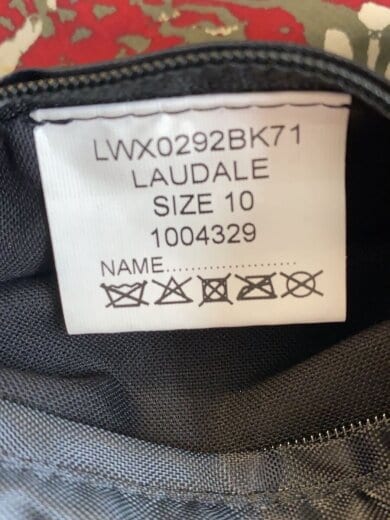 LWX0292BK71
LAUDALE
SIZE 10
1004329
NAME....................